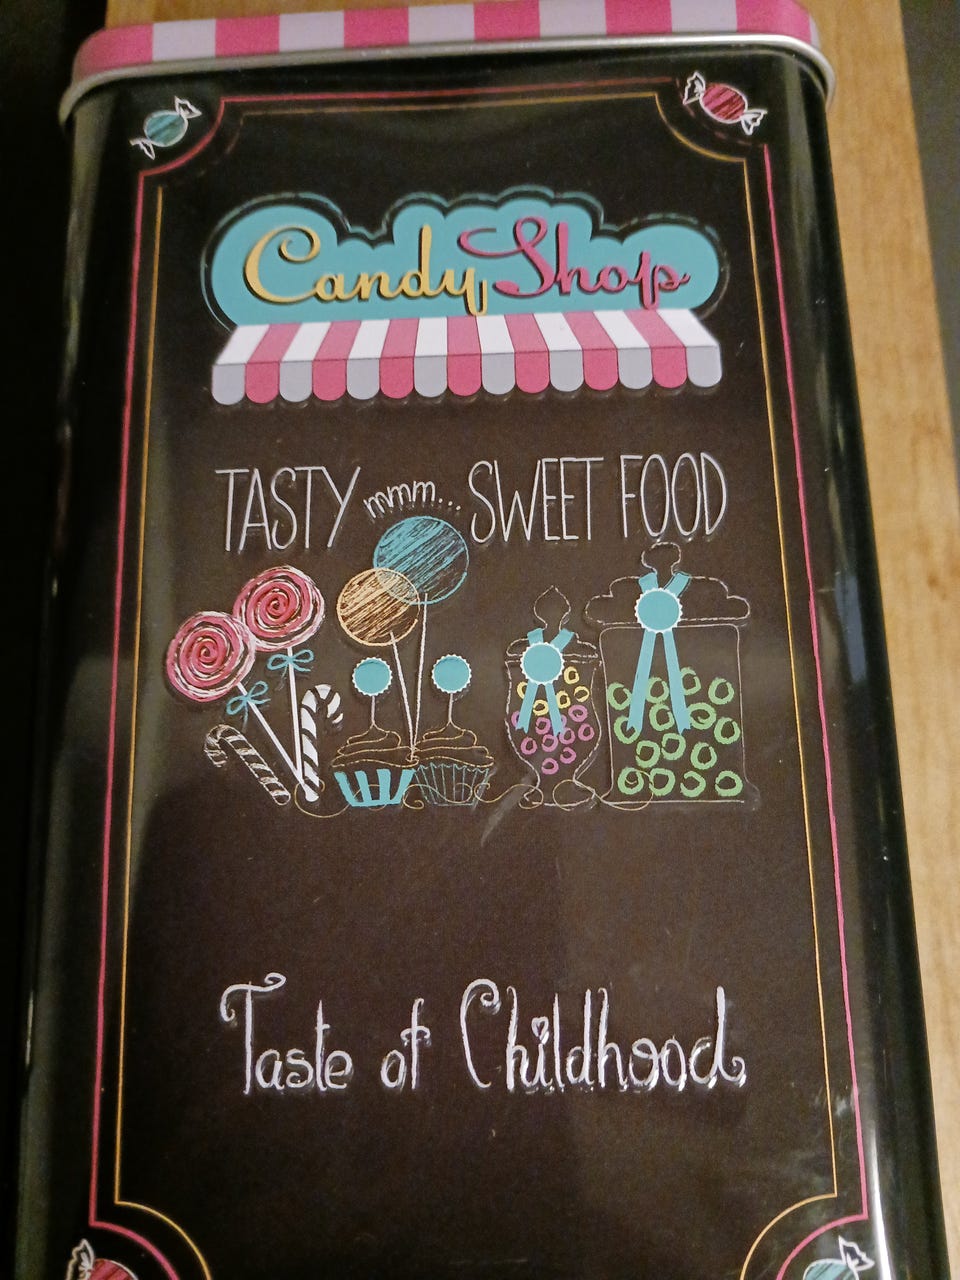 Candy Shop
TASTY mmm... SWEET FOOD
Taste of Childhood